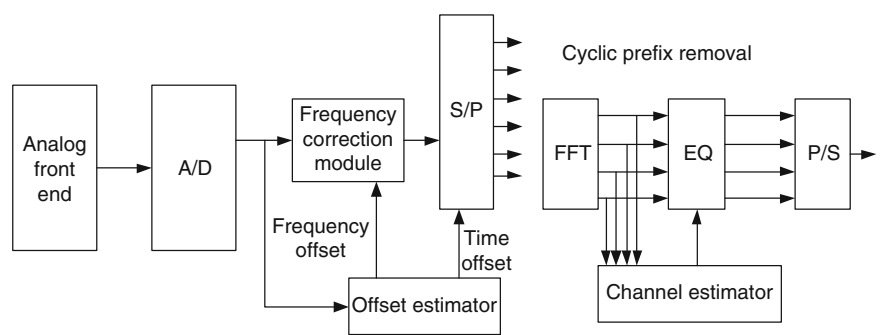 Cyclic prefix removal
Analog
front
end
A/D
Frequency
correction
module
S/P
FFT
EQ
P/S
Frequency
offset
Time
offset
Offset estimator
Channel estimator